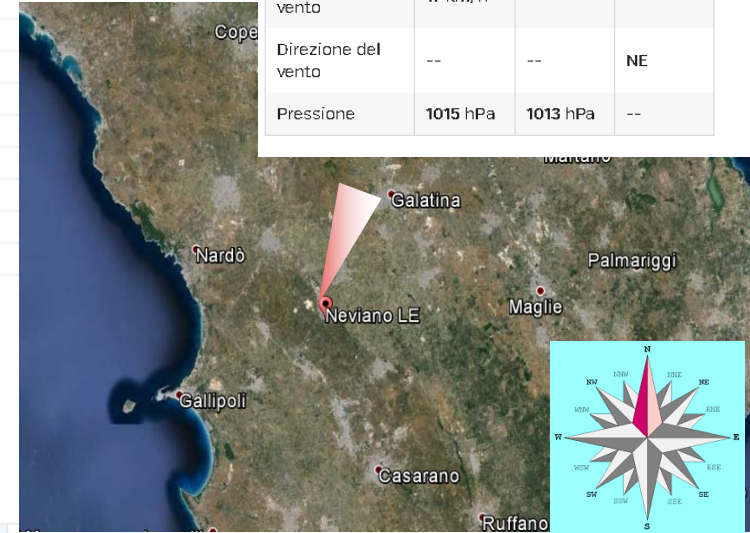 vento
Direzione del
vento
--
--
NE
Pressione
1015 hPa
1013 hPa
--
Cope
Galatina
Nardò
Palmariggi
Maglie
Neviano LE
Gallipoli
Casarano
Ruffano
N
NNW
NNE
NW
NE
WNW
ENE
W
E
WSW
ESE
SW
SE
SSW
SSE
S